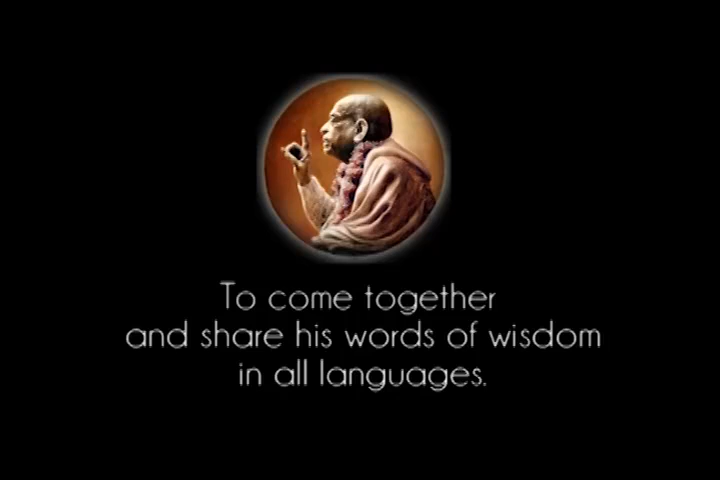 To come together
and share his words of wisdom
in all languages.